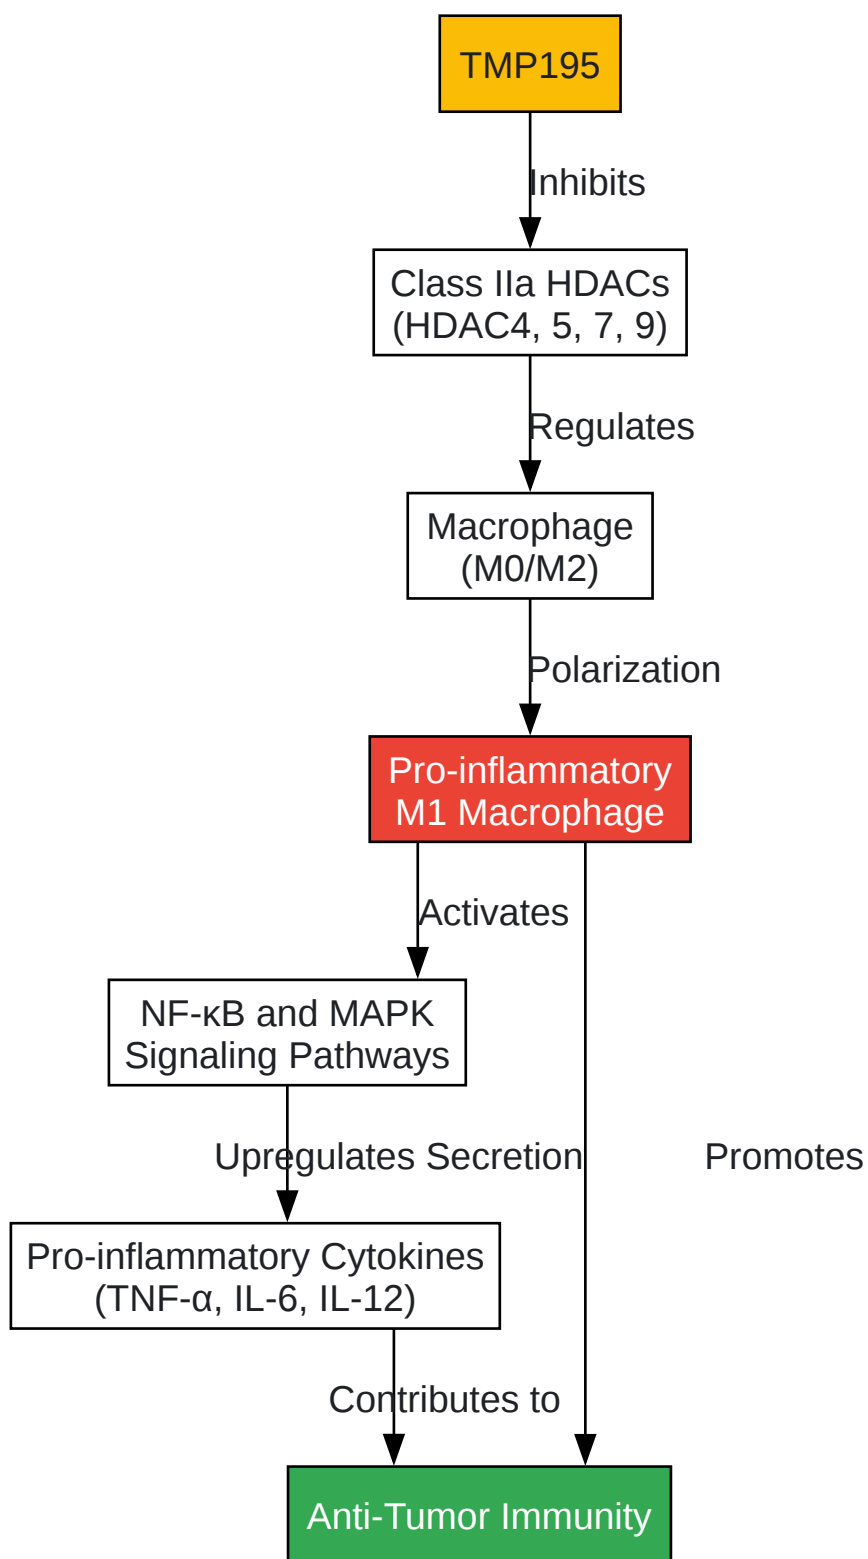 TMP195
Inhibits
Class IIa HDACs
(HDAC4, 5, 7, 9)
Regulates
Macrophage
(M0/M2)
Polarization
Pro-inflammatory
M1 Macrophage
Activates
NF-κB and MAPK
Signaling Pathways
Upregulates Secretion
Promotes
Pro-inflammatory Cytokines
(TNF-α, IL-6, IL-12)
Contributes to
Anti-Tumor Immunity